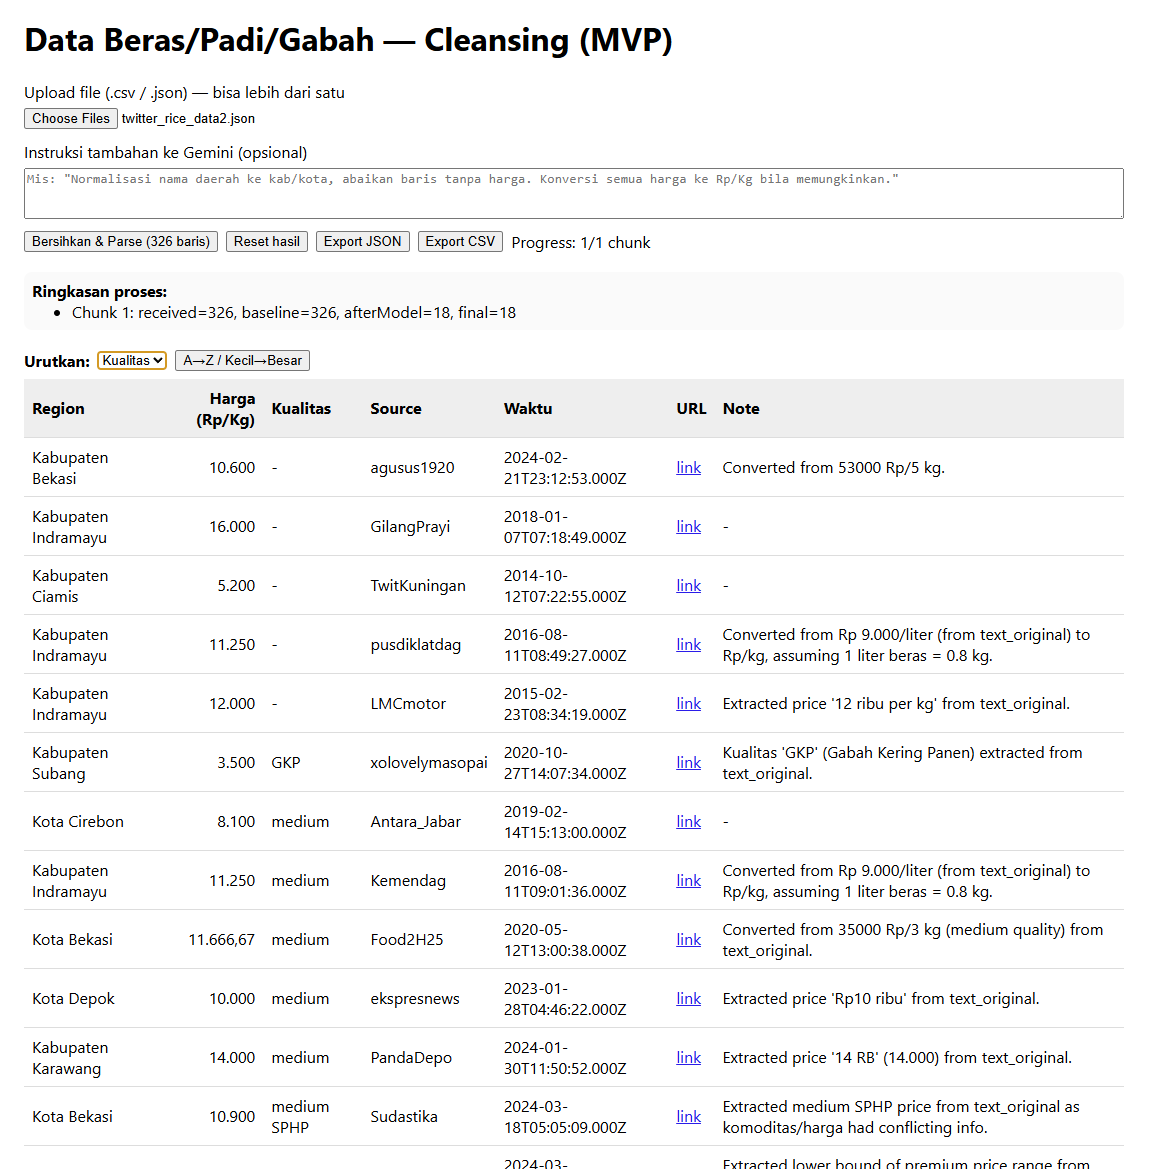 Data Beras/Padi/Gabah — Cleansing (MVP)
Upload file (.csv / .json) — bisa lebih dari satu
Choose Files twitter_rice_data2.json
Instruksi tambahan ke Gemini (opsional)
Mis: "Normalisasi nama daerah ke kab/kota, abaikan baris tanpa harga. Konversi semua harga ke Rp/Kg bila memungkinkan."
Bersihkan & Parse (326 baris) Reset hasil Export JSON Export CSV Progress: 1/1 chunk
Ringkasan proses:
• Chunk 1: received=326, baseline=326, afterModel=18, final=18
Urutkan: Kualitas A→Z / Kecil→Besar
Region Harga (Rp/Kg) Kualitas Source Waktu URL Note
Kabupaten Bekasi 10.600 - agusus1920 2024-02-21T23:12:53.000Z link Converted from 53000 Rp/5 kg.
Kabupaten Indramayu 16.000 - GilangPrayi 2018-01-07T07:18:49.000Z link -
Kabupaten Ciamis 5.200 - TwitKuningan 2014-10-12T07:22:55.000Z link -
Kabupaten Indramayu 11.250 - pusdiklatdag 2016-08-11T08:49:27.000Z link Converted from Rp 9.000/liter (from text_original) to Rp/kg, assuming 1 liter beras = 0.8 kg.
Kabupaten Indramayu 12.000 - LMCmotor 2015-02-23T08:34:19.000Z link Extracted price '12 ribu per kg' from text_original.
Kabupaten Subang 3.500 GKP xolovelymasopai 2020-10-27T14:07:34.000Z link Kualitas 'GKP' (Gabah Kering Panen) extracted from text_original.
Kota Cirebon 8.100 medium Antara_Jabar 2019-02-14T15:13:00.000Z link -
Kabupaten Indramayu 11.250 medium Kemendag 2016-08-11T09:01:36.000Z link Converted from Rp 9.000/liter (from text_original) to Rp/kg, assuming 1 liter beras = 0.8 kg.
Kota Bekasi 11.666,67 medium Food2H25 2020-05-12T13:00:38.000Z link Converted from 35000 Rp/3 kg (medium quality) from text_original.
Kota Depok 10.000 medium ekspresnews 2023-01-28T04:46:22.000Z link Extracted price 'Rp10 ribu' from text_original.
Kabupaten Karawang 14.000 medium PandaDepo 2024-01-30T11:50:52.000Z link Extracted price '14 RB' (14.000) from text_original.
Kota Bekasi 10.900 medium SPHP Sudastika 2024-03-18T05:05:09.000Z link Extracted medium SPHP price from text_original as komoditas/harga had conflicting info.
2024-03- Extracted lower bound of premium price range from